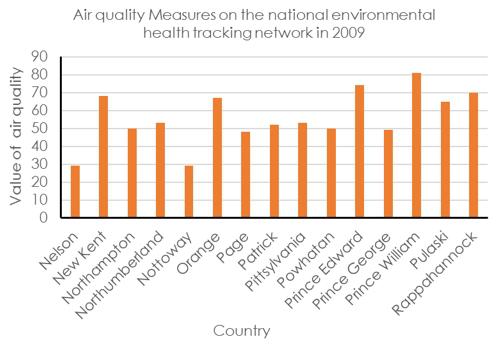 Air quality Measures on the national environmental
health tracking network in 2009
Value of air quality
90
80
70
60
50
40
30
20
10
0
Nelson
New Kent
Northampton
Northumberland
Nottoway
Orange
Page
Patrick
Pittsylvania
Powhatan
Prince Edward
Prince George
Prince William
Pulaski
Rappahannock
Country